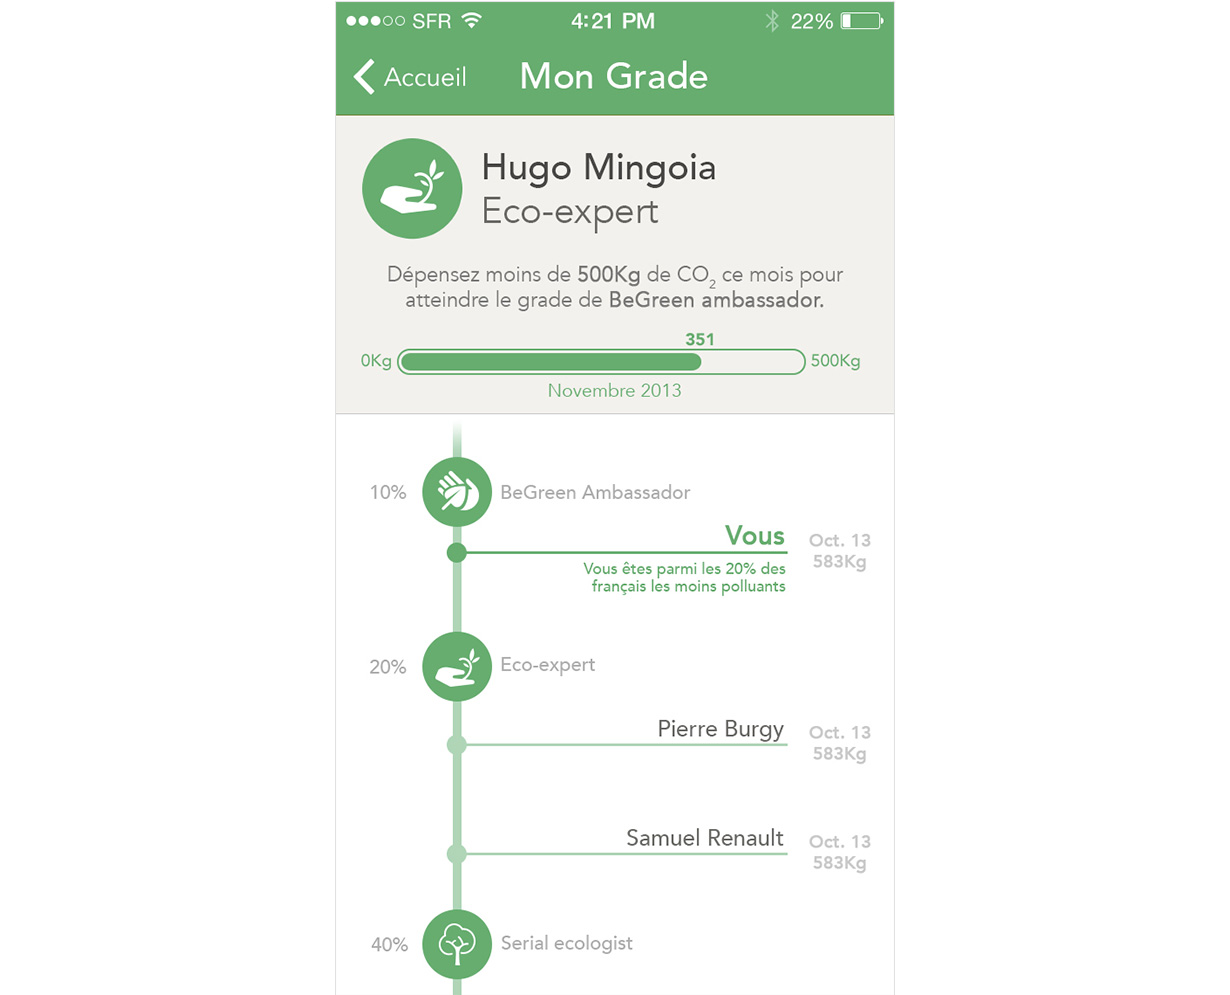 SFR 4:21 PM 22%
Accueil Mon Grade
Hugo Mingoia
Eco-expert
Dépensez moins de 500Kg de CO2 ce mois pour
atteindre le grade de BeGreen ambassador.
351
0Kg 500Kg
Novembre 2013
10% BeGreen Ambassador
Vous Oct. 13
583Kg
Vous êtes parmi les 20% des
français les moins polluants
20% Eco-expert
Pierre Burgy Oct. 13
583Kg
Samuel Renault Oct. 13
583Kg
40% Serial ecologist